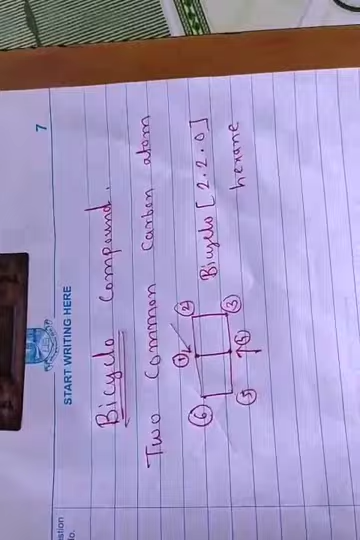 7
START WRITING HERE
Bicyclo Compound.
Two Common Carbon atom
Bicyclo [2.2.0]
hexane
① ② ③ ④ ⑤ ⑥